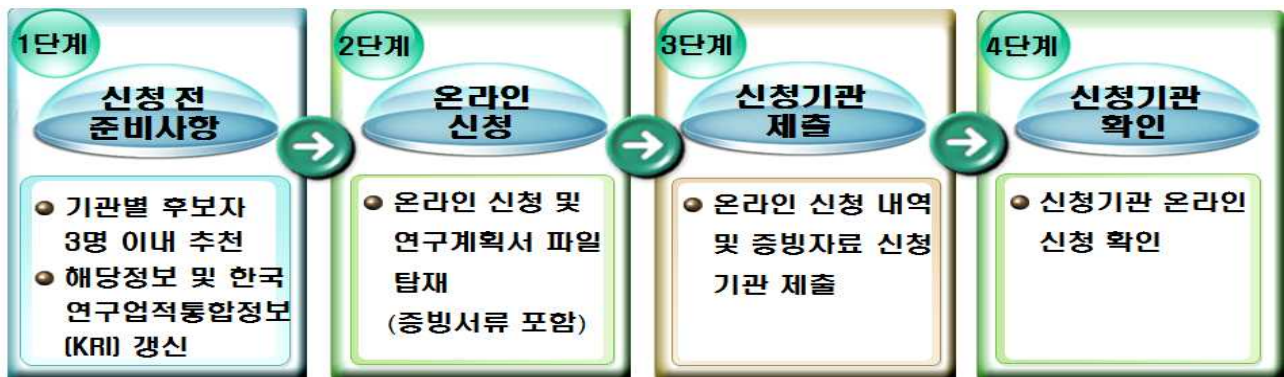 1단계
신청 전
준비사항
기관별 후보자
3명 이내 추천
해당정보 및 한국
연구업적통합정보
(KRI) 갱신
2단계
온라인
신청
온라인 신청 및
연구계획서 파일
탑재
(증빙서류 포함)
3단계
신청기관
제출
온라인 신청 내역
및 증빙자료 신청
기관 제출
4단계
신청기관
확인
신청기관 온라인
신청 확인